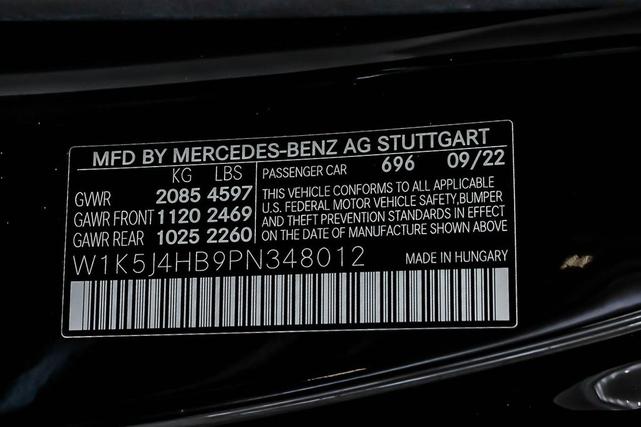 MFD BY MERCEDES-BENZ AG STUTTGART
KG LBS
GVWR 2085 4597
GAWR FRONT 1120 2469
GAWR REAR 1025 2260
PASSENGER CAR 696 09/22
THIS VEHICLE CONFORMS TO ALL APPLICABLE
U.S. FEDERAL MOTOR VEHICLE SAFETY,BUMPER
AND THEFT PREVENTION STANDARDS IN EFFECT
ON THE DATE OF MANUFACTURE SHOWN ABOVE
W1K5J4HB9PN348012
MADE IN HUNGARY